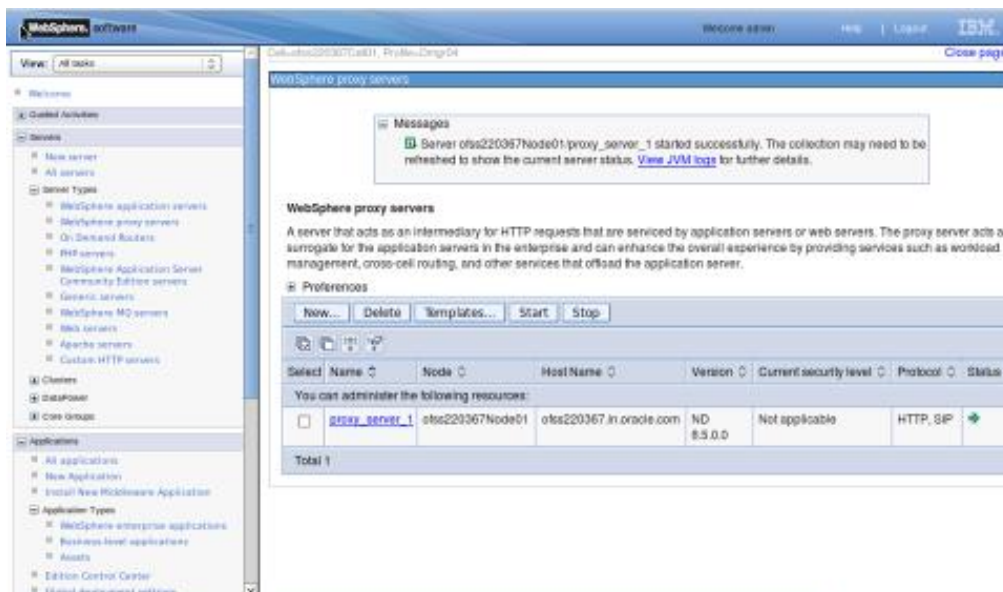 WebSphere. software
Welcome admin
Help | Logout
IBM.
View: All tasks
Close page
Welcome
Guided Activities
Servers
New server
All servers
Server Types
WebSphere application servers
WebSphere proxy servers
On Demand Routers
PHP servers
WebSphere Application Server
Community Edition servers
Generic servers
WebSphere MQ servers
Web servers
Apache servers
Custom HTTP servers
Clusters
DataPower
Core Groups
Applications
All applications
New Application
Install New Middleware Application
Application Types
WebSphere enterprise applications
Business-level applications
Assets
Edition Control Center
Global deployment settings
WebSphere proxy servers
Messages
Server ofss220367Node01/proxy_server_1 started successfully. The collection may need to be
refreshed to show the current server status. View JVM logs for further details.
WebSphere proxy servers
A server that acts as an intermediary for HTTP requests that are serviced by application servers or web servers. The proxy server acts a
surrogate for the application servers in the enterprise and can enhance the overall experience by providing services such as workload
management, cross-cell routing, and other services that offload the application server.
Preferences
New... Delete Templates... Start Stop
Select Name Node Host Name Version Current security level Protocol Status
You can administer the following resources:
proxy_server_1 ofss220367Node01 ofss220367.in.oracle.com ND Not applicable HTTP, SIP
8.5.0.0
Total 1